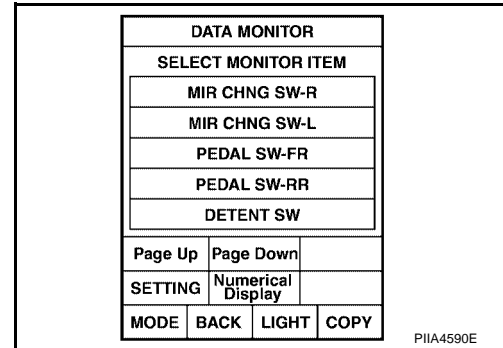 DATA MONITOR
SELECT MONITOR ITEM
MIR CHNG SW-R
MIR CHNG SW-L
PEDAL SW-FR
PEDAL SW-RR
DETENT SW
Page Up Page Down
SETTING Numerical Display
MODE BACK LIGHT COPY
PIIA4590E